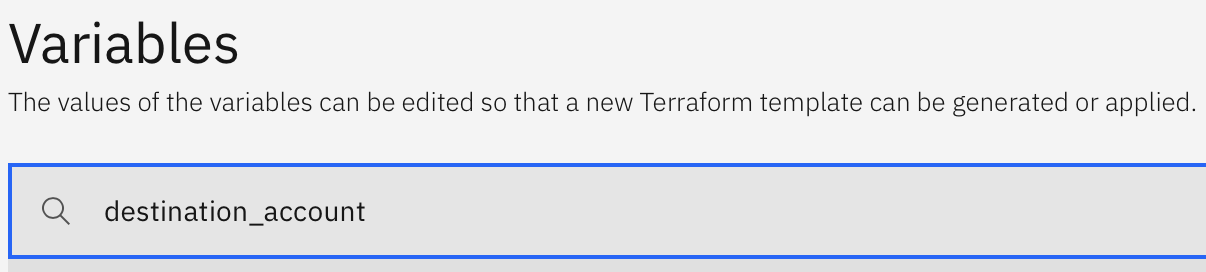 Variables
The values of the variables can be edited so that a new Terraform template can be generated or applied.
destination_account